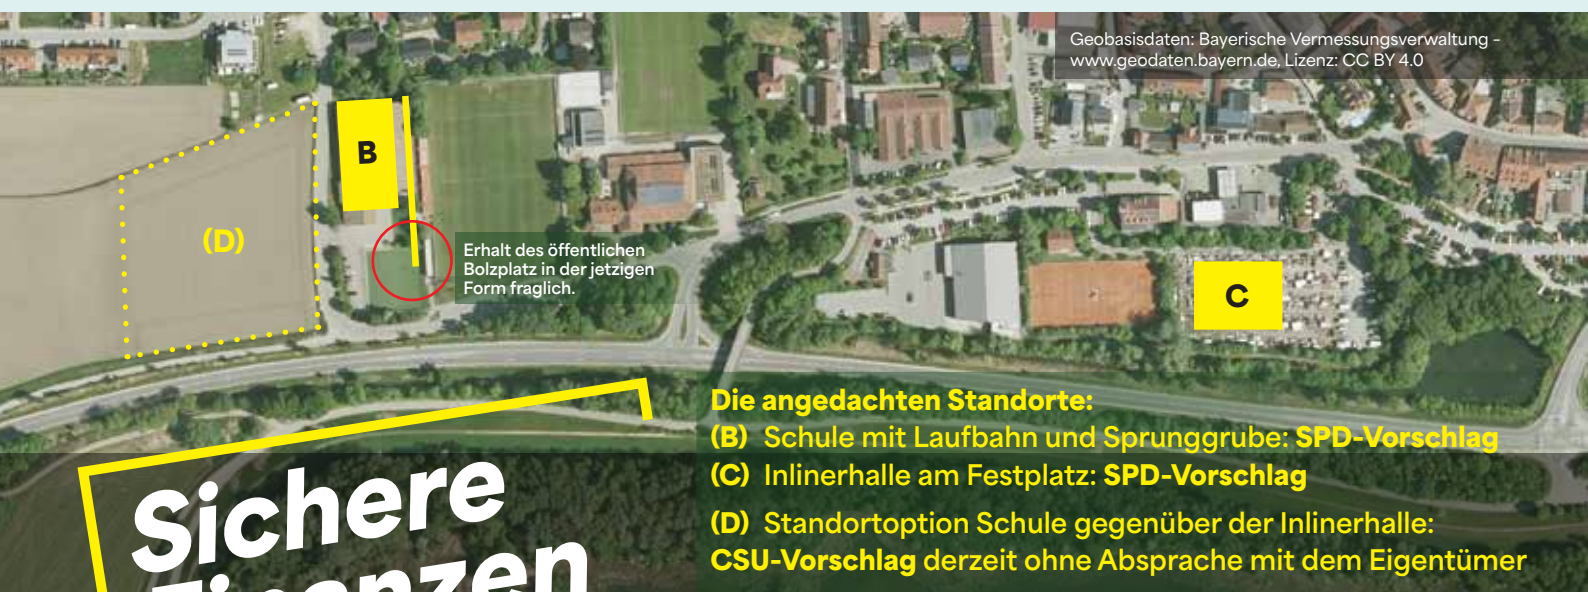 Geobasisdaten: Bayerische Vermessungsverwaltung –
www.geodaten.bayern.de, Lizenz: CC BY 4.0
B
(D)
Erhalt des öffentlichen
Bolzplatz in der jetzigen
Form fraglich.
C
Die angedachten Standorte:
(B) Schule mit Laufbahn und Sprunggrube: SPD-Vorschlag
(C) Inlinerhalle am Festplatz: SPD-Vorschlag
(D) Standortoption Schule gegenüber der Inlinerhalle:
CSU-Vorschlag derzeit ohne Absprache mit dem Eigentümer
Sichere
Finanzen